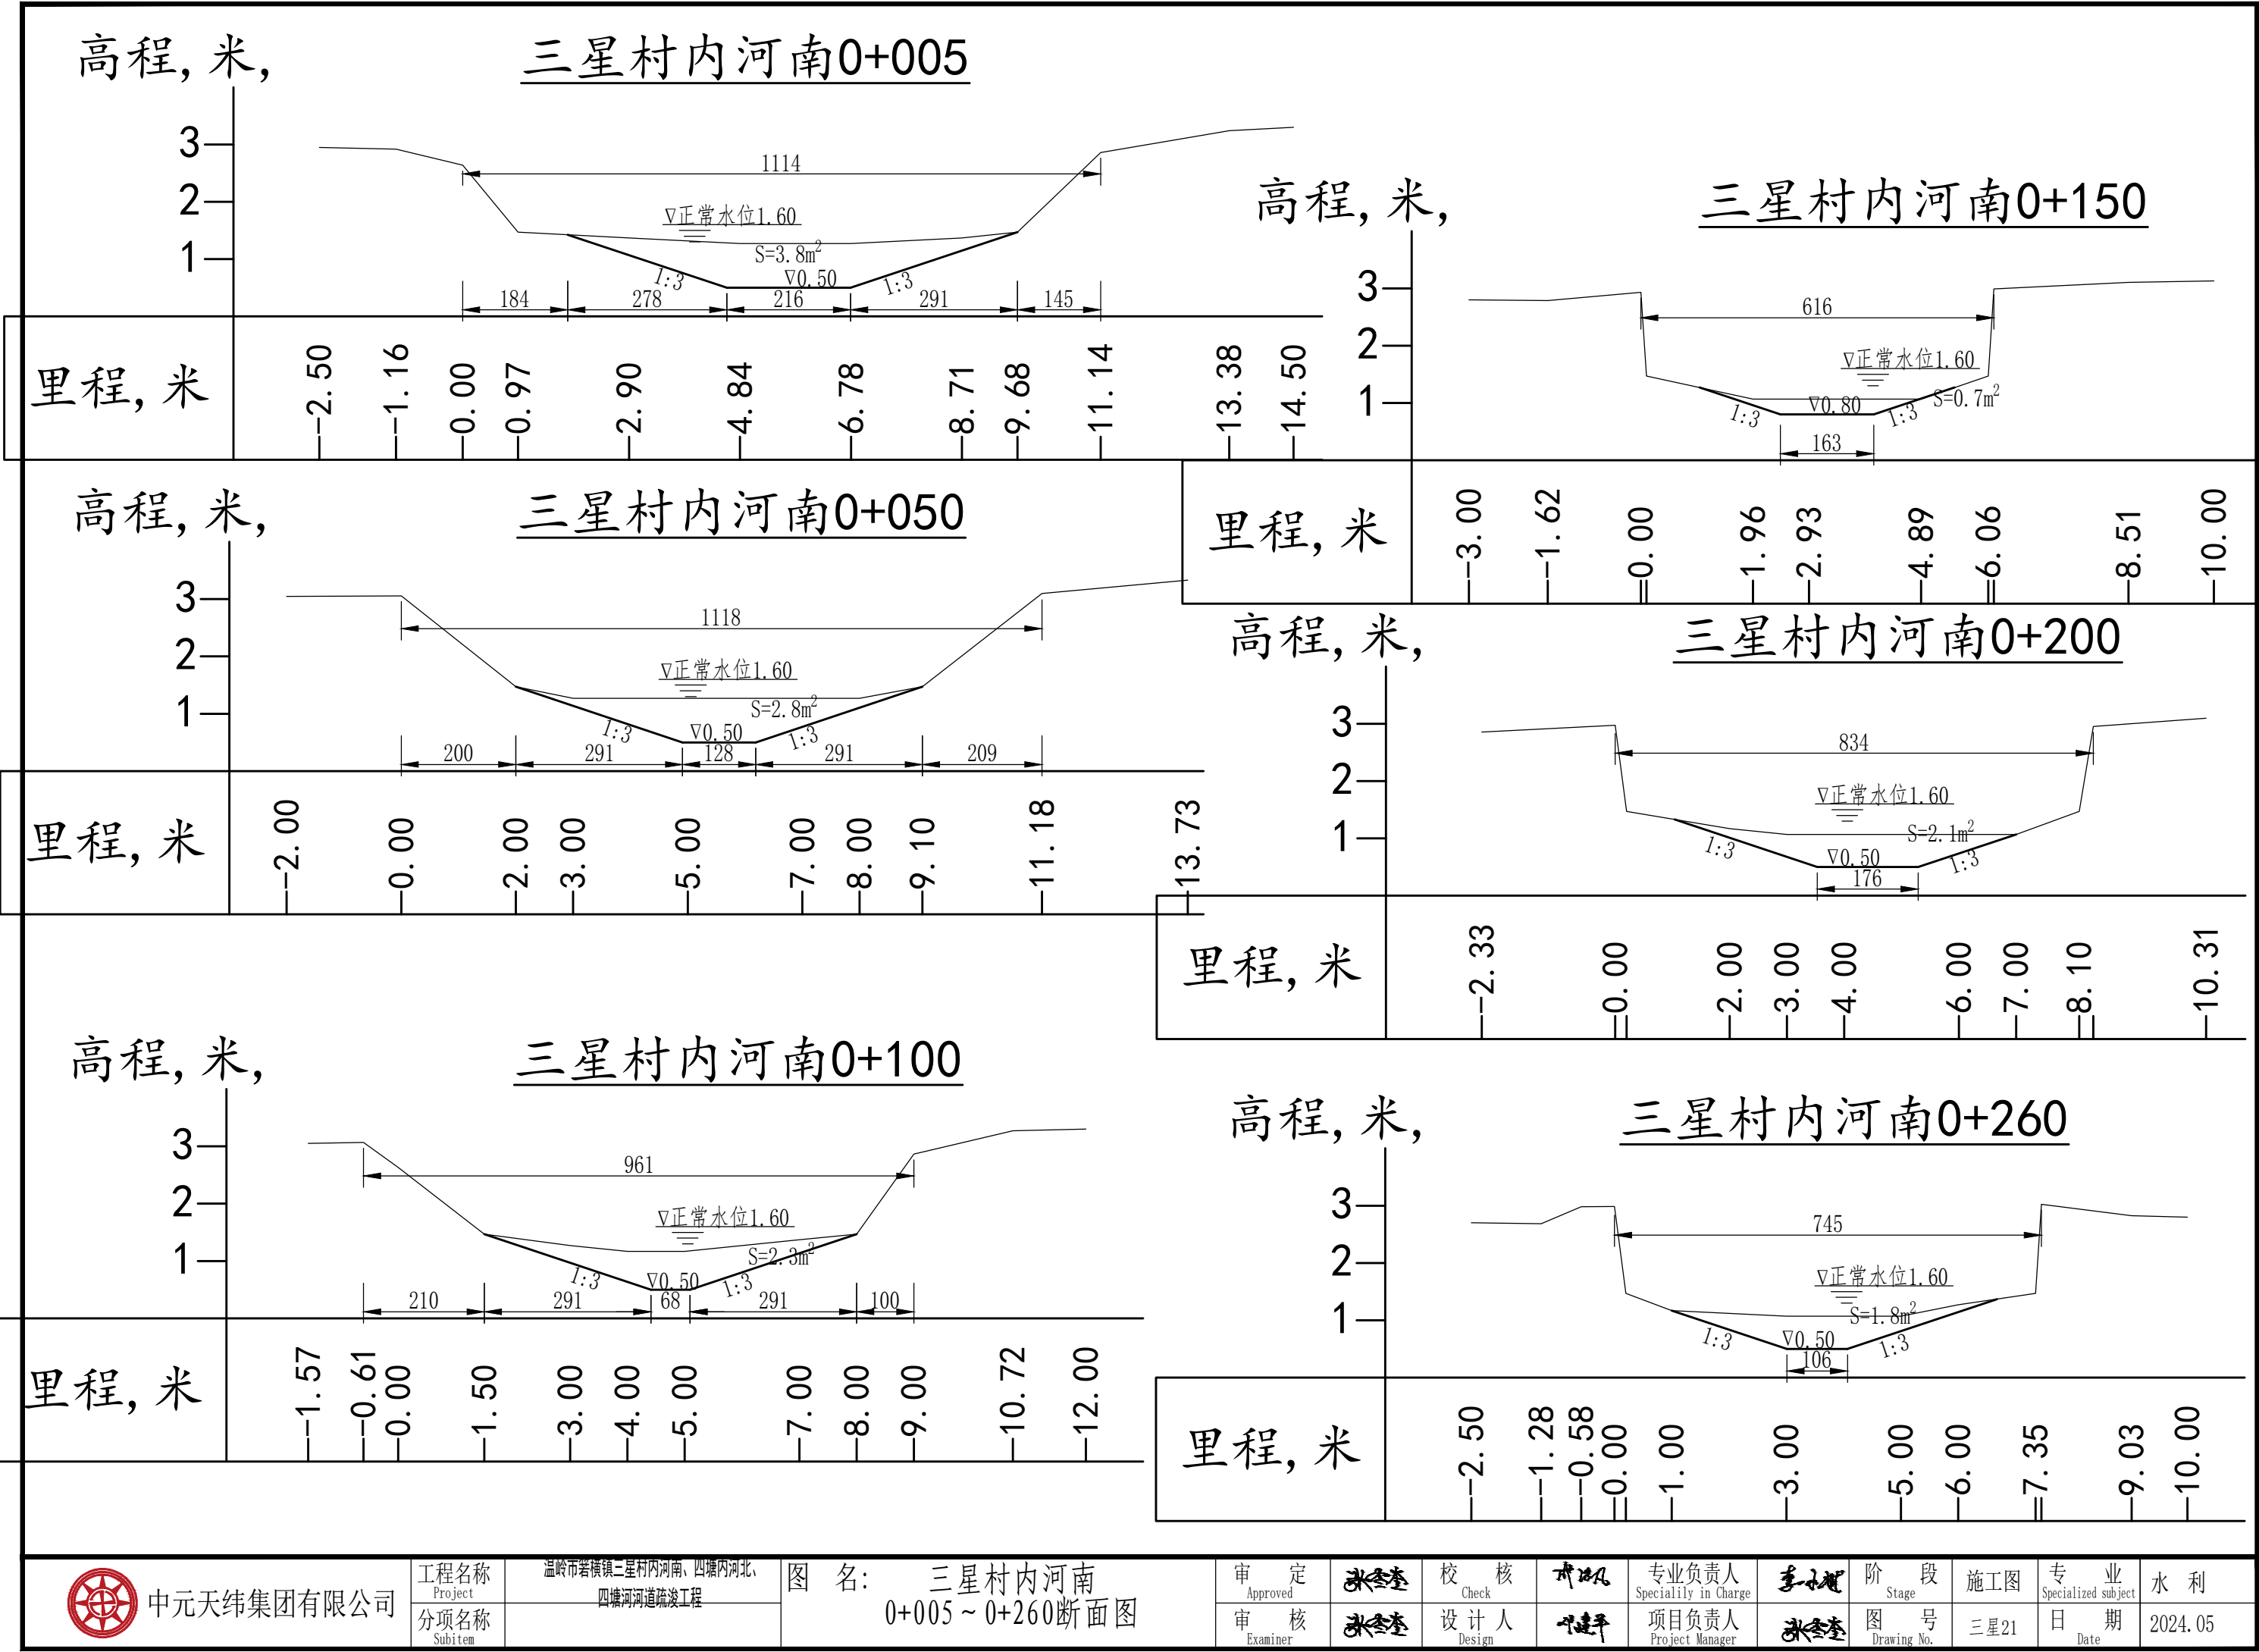 高程,米,
三星村内河南0+005
3
2
1
1114
▽正常水位1.60
S=3.8m²
▽0.50
1:3
1:3
184 278 216 291 145
里程,米
-2.50 -1.16 0.00 0.97 2.90 4.84 6.78 8.71 9.68 11.14 13.38 14.50
高程,米,
三星村内河南0+050
3
2
1
1118
▽正常水位1.60
S=2.8m²
▽0.50
1:3
1:3
200 291 128 291 209
里程,米
-2.00 0.00 2.00 3.00 5.00 7.00 8.00 9.10 11.18 13.73
高程,米,
三星村内河南0+100
3
2
1
961
▽正常水位1.60
S=2.3m²
▽0.50
1:3
1:3
210 291 68 291 100
里程,米
-1.57 -0.61 0.00 1.50 3.00 4.00 5.00 7.00 8.00 9.00 10.72 12.00
高程,米,
三星村内河南0+150
3
2
1
616
▽正常水位1.60
S=0.7m²
▽0.80
1:3
1:3
163
里程,米
-3.00 -1.62 0.00 1.96 2.93 4.89 6.06 8.51 10.00
高程,米,
三星村内河南0+200
3
2
1
834
▽正常水位1.60
S=2.1m²
▽0.50
1:3
1:3
176
里程,米
-2.33 0.00 2.00 3.00 4.00 6.00 7.00 8.10 10.31
高程,米,
三星村内河南0+260
3
2
1
745
▽正常水位1.60
S=1.8m²
▽0.50
1:3
1:3
106
里程,米
-2.50 -1.28 -0.58 0.00 1.00 3.00 5.00 6.00 7.35 9.03 10.00
中元天纬集团有限公司
工程名称
Project
温岭市箬横镇三星村内河南、四塘内河北、
四塘河河道疏浚工程
分项名称
Subitem
图 名:
三星村内河南
0+005~0+260断面图
审 定
Approved
校 核
Check
专业负责人
Speciality in Charge
阶 段
Stage
施工图
专 业
Specialized subject
水 利
审 核
Examiner
设 计 人
Design
项目负责人
Project Manager
图 号
Drawing No.
三星21
日 期
Date
2024.05